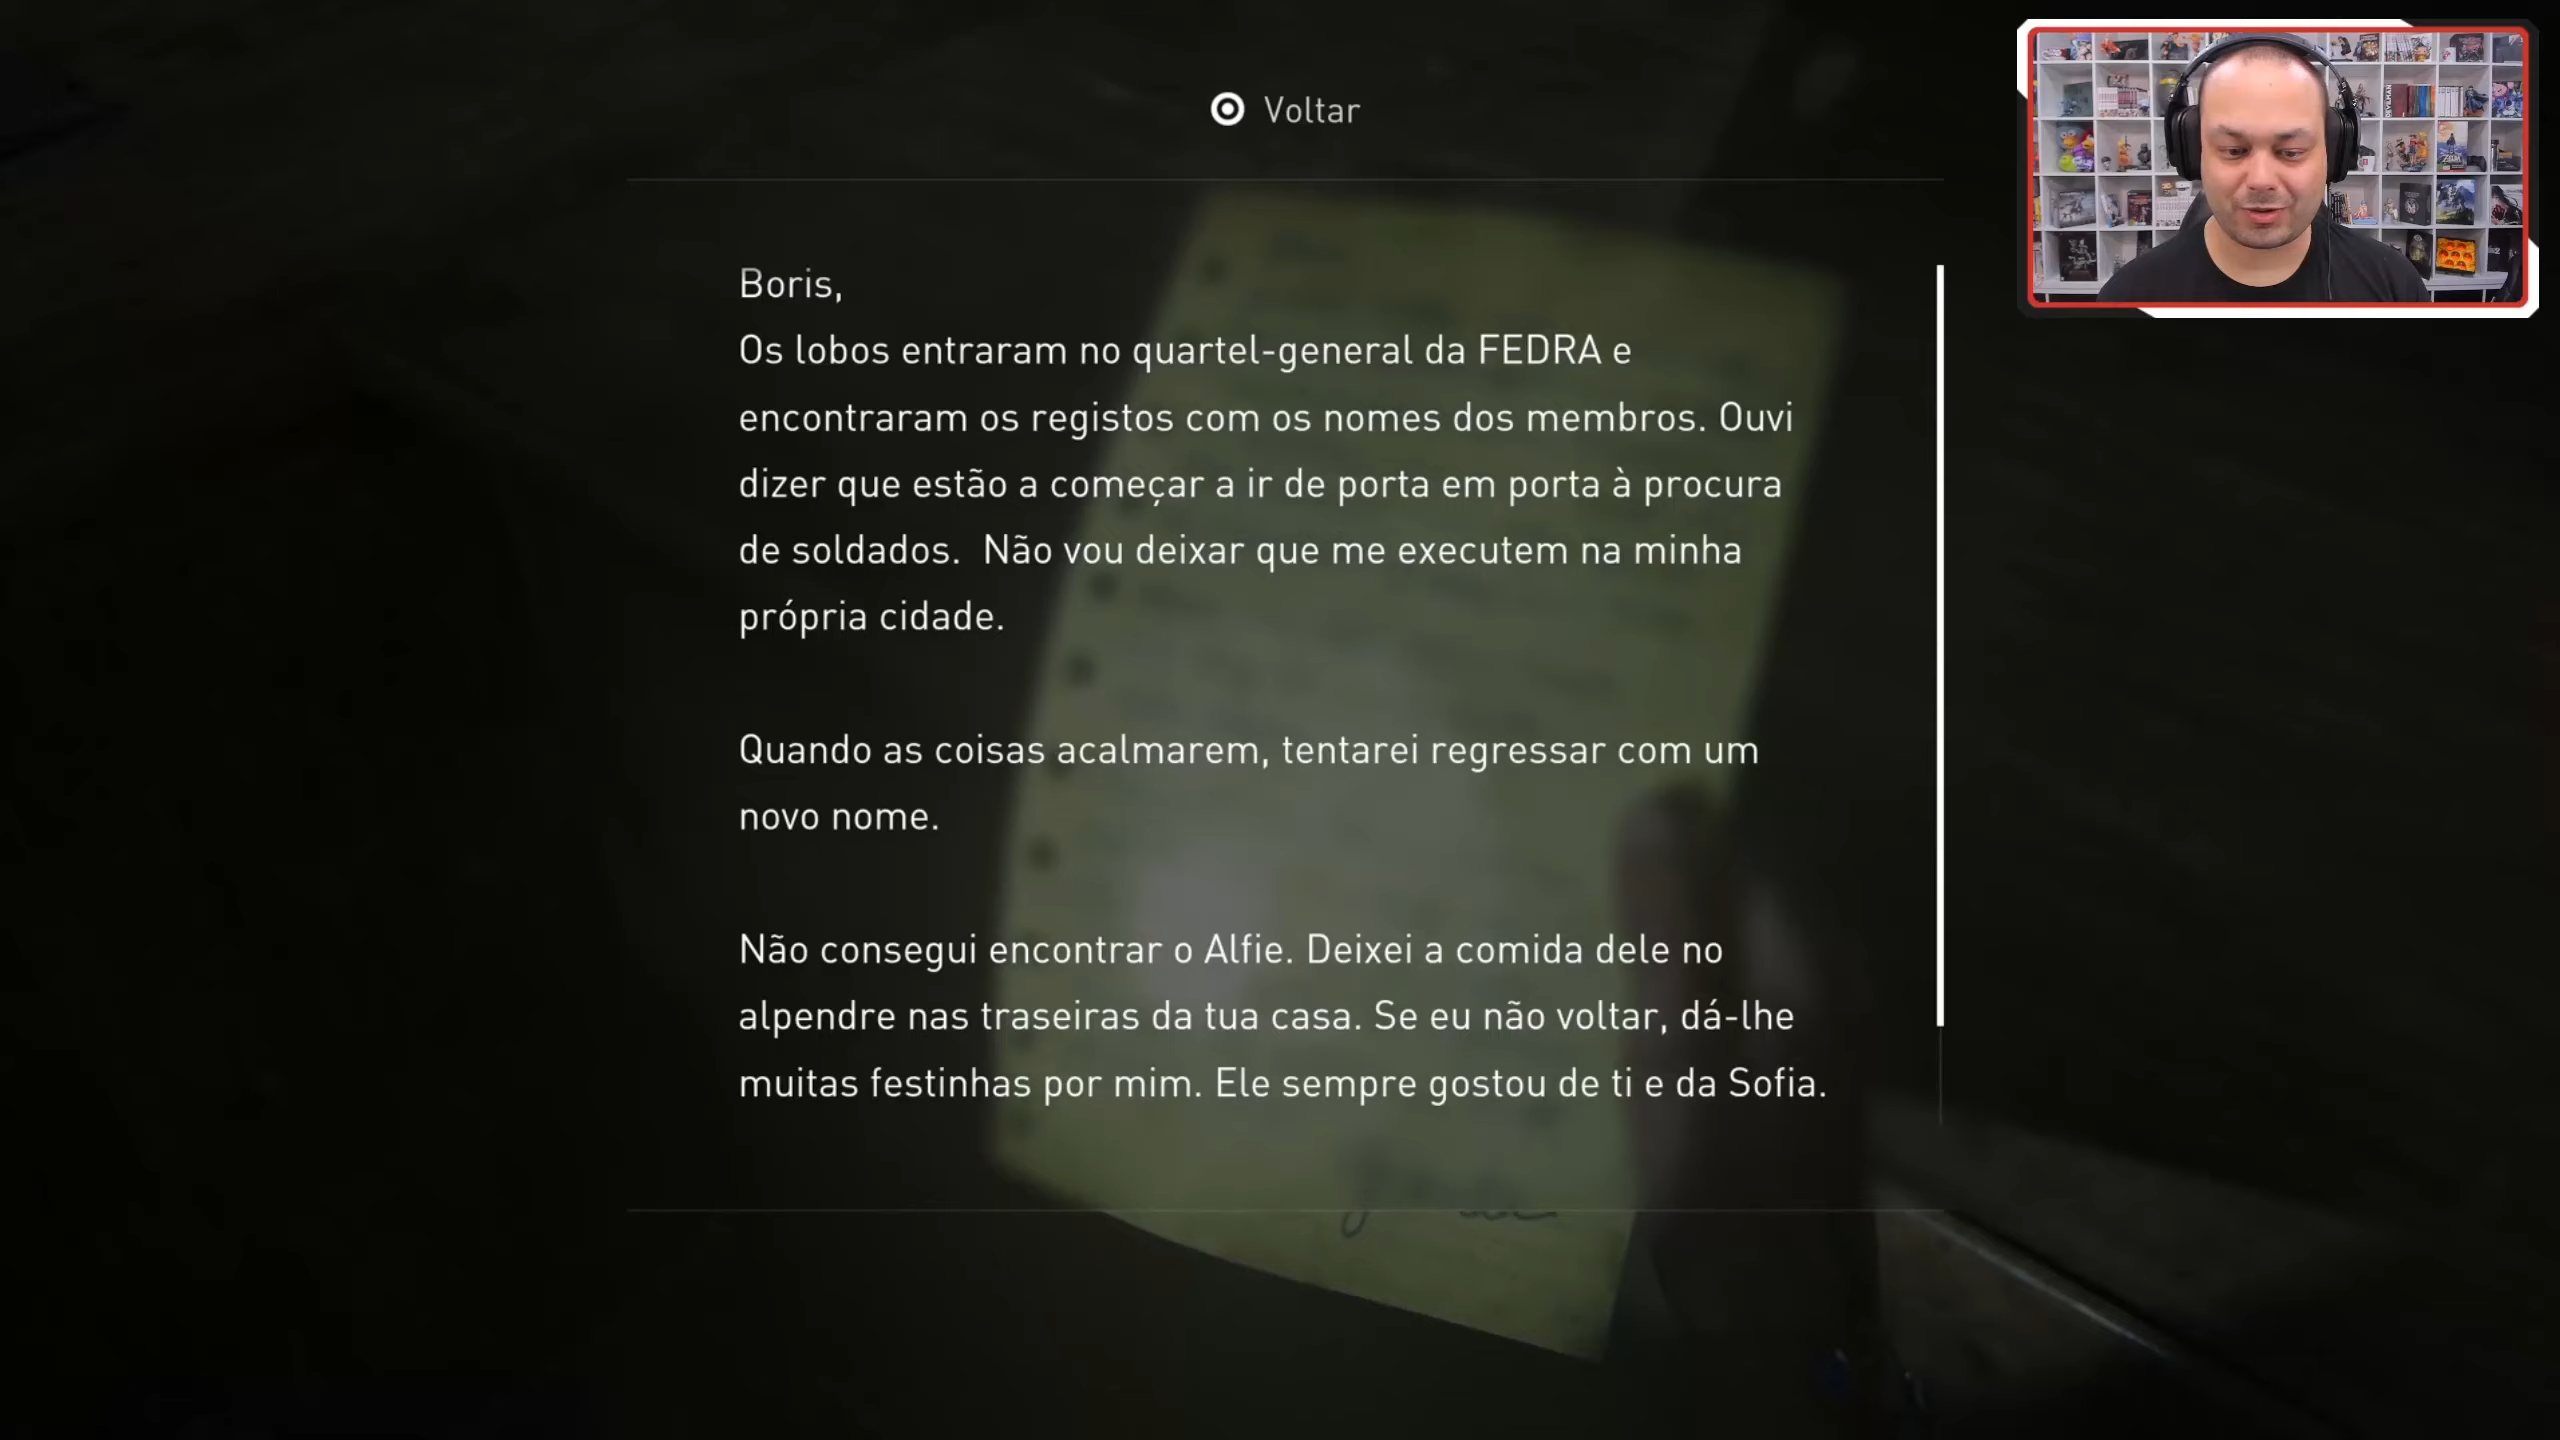 Voltar
Boris,
Os lobos entraram no quartel-general da FEDRA e
encontraram os registos com os nomes dos membros. Ouvi
dizer que estão a começar a ir de porta em porta à procura
de soldados.  Não vou deixar que me executem na minha
própria cidade.
Quando as coisas acalmarem, tentarei regressar com um
novo nome.
Não consegui encontrar o Alfie. Deixei a comida dele no
alpendre nas traseiras da tua casa. Se eu não voltar, dá-lhe
muitas festinhas por mim. Ele sempre gostou de ti e da Sofia.